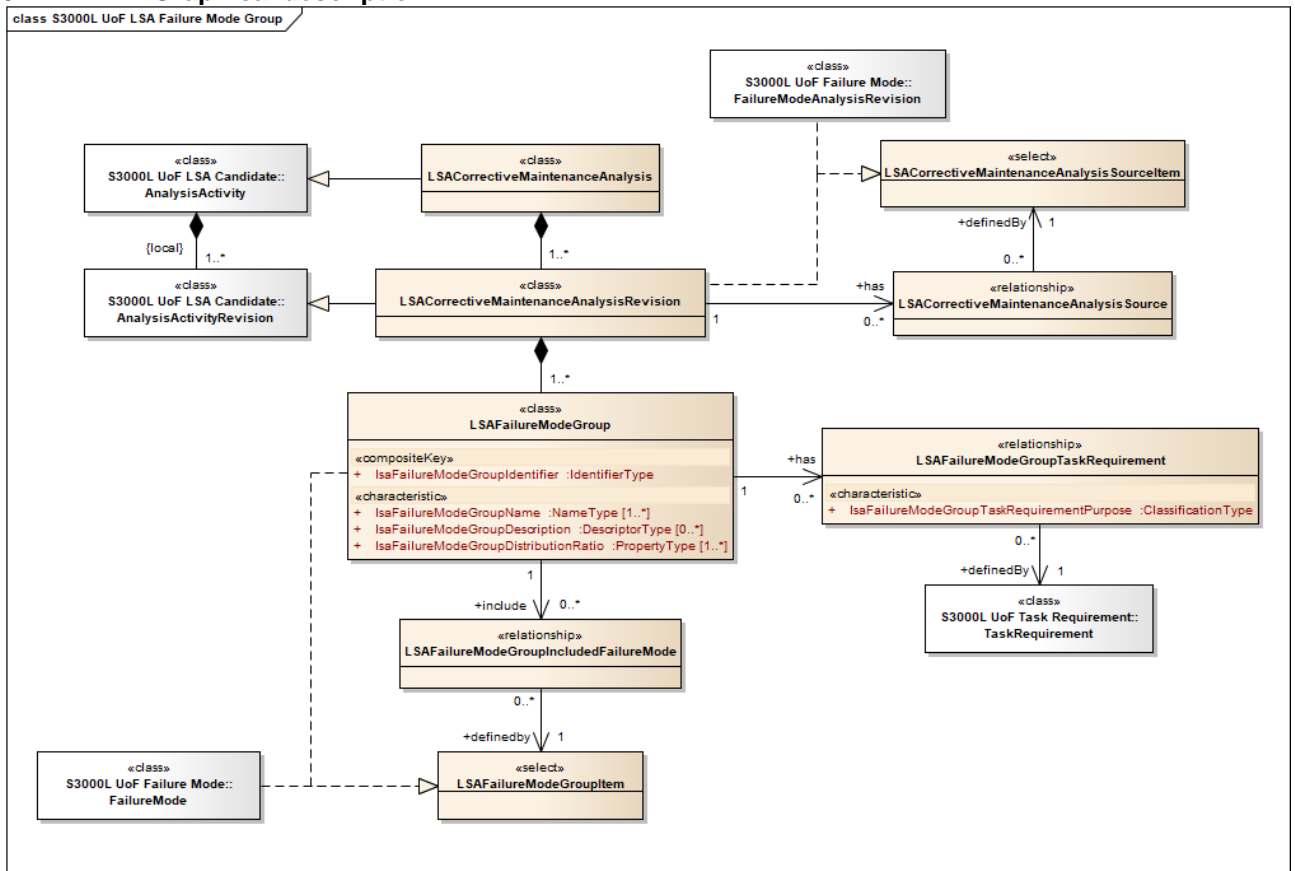 class S3000L UoF LSA Failure Mode Group
«class»
S3000L UoF Failure Mode::
FailureModeAnalysisRevision
«class»
S3000L UoF LSA Candidate::
AnalysisActivity
«class»
LSACorrectiveMaintenanceAnalysis
«select»
LSACorrectiveMaintenanceAnalysisSourceItem
{local}
1..*
1..*
+definedBy
1
0..*
«class»
S3000L UoF LSA Candidate::
AnalysisActivityRevision
«class»
LSACorrectiveMaintenanceAnalysisRevision
+has
1
0..*
«relationship»
LSACorrectiveMaintenanceAnalysisSource
1..*
«class»
LSAFailureModeGroup
«compositeKey»
+ lsaFailureModeGroupIdentifier :IdentifierType
«characteristic»
+ lsaFailureModeGroupName :NameType [1..*]
+ lsaFailureModeGroupDescription :DescriptorType [0..*]
+ lsaFailureModeGroupDistributionRatio :PropertyType [1..*]
+has
1
0..*
«relationship»
LSAFailureModeGroupTaskRequirement
«characteristic»
+ lsaFailureModeGroupTaskRequirementPurpose :ClassificationType
0..*
+definedBy
1
«class»
S3000L UoF Task Requirement::
TaskRequirement
1
+include
0..*
«relationship»
LSAFailureModeGroupIncludedFailureMode
0..*
+definedby
1
«class»
S3000L UoF Failure Mode::
FailureMode
«select»
LSAFailureModeGroupItem